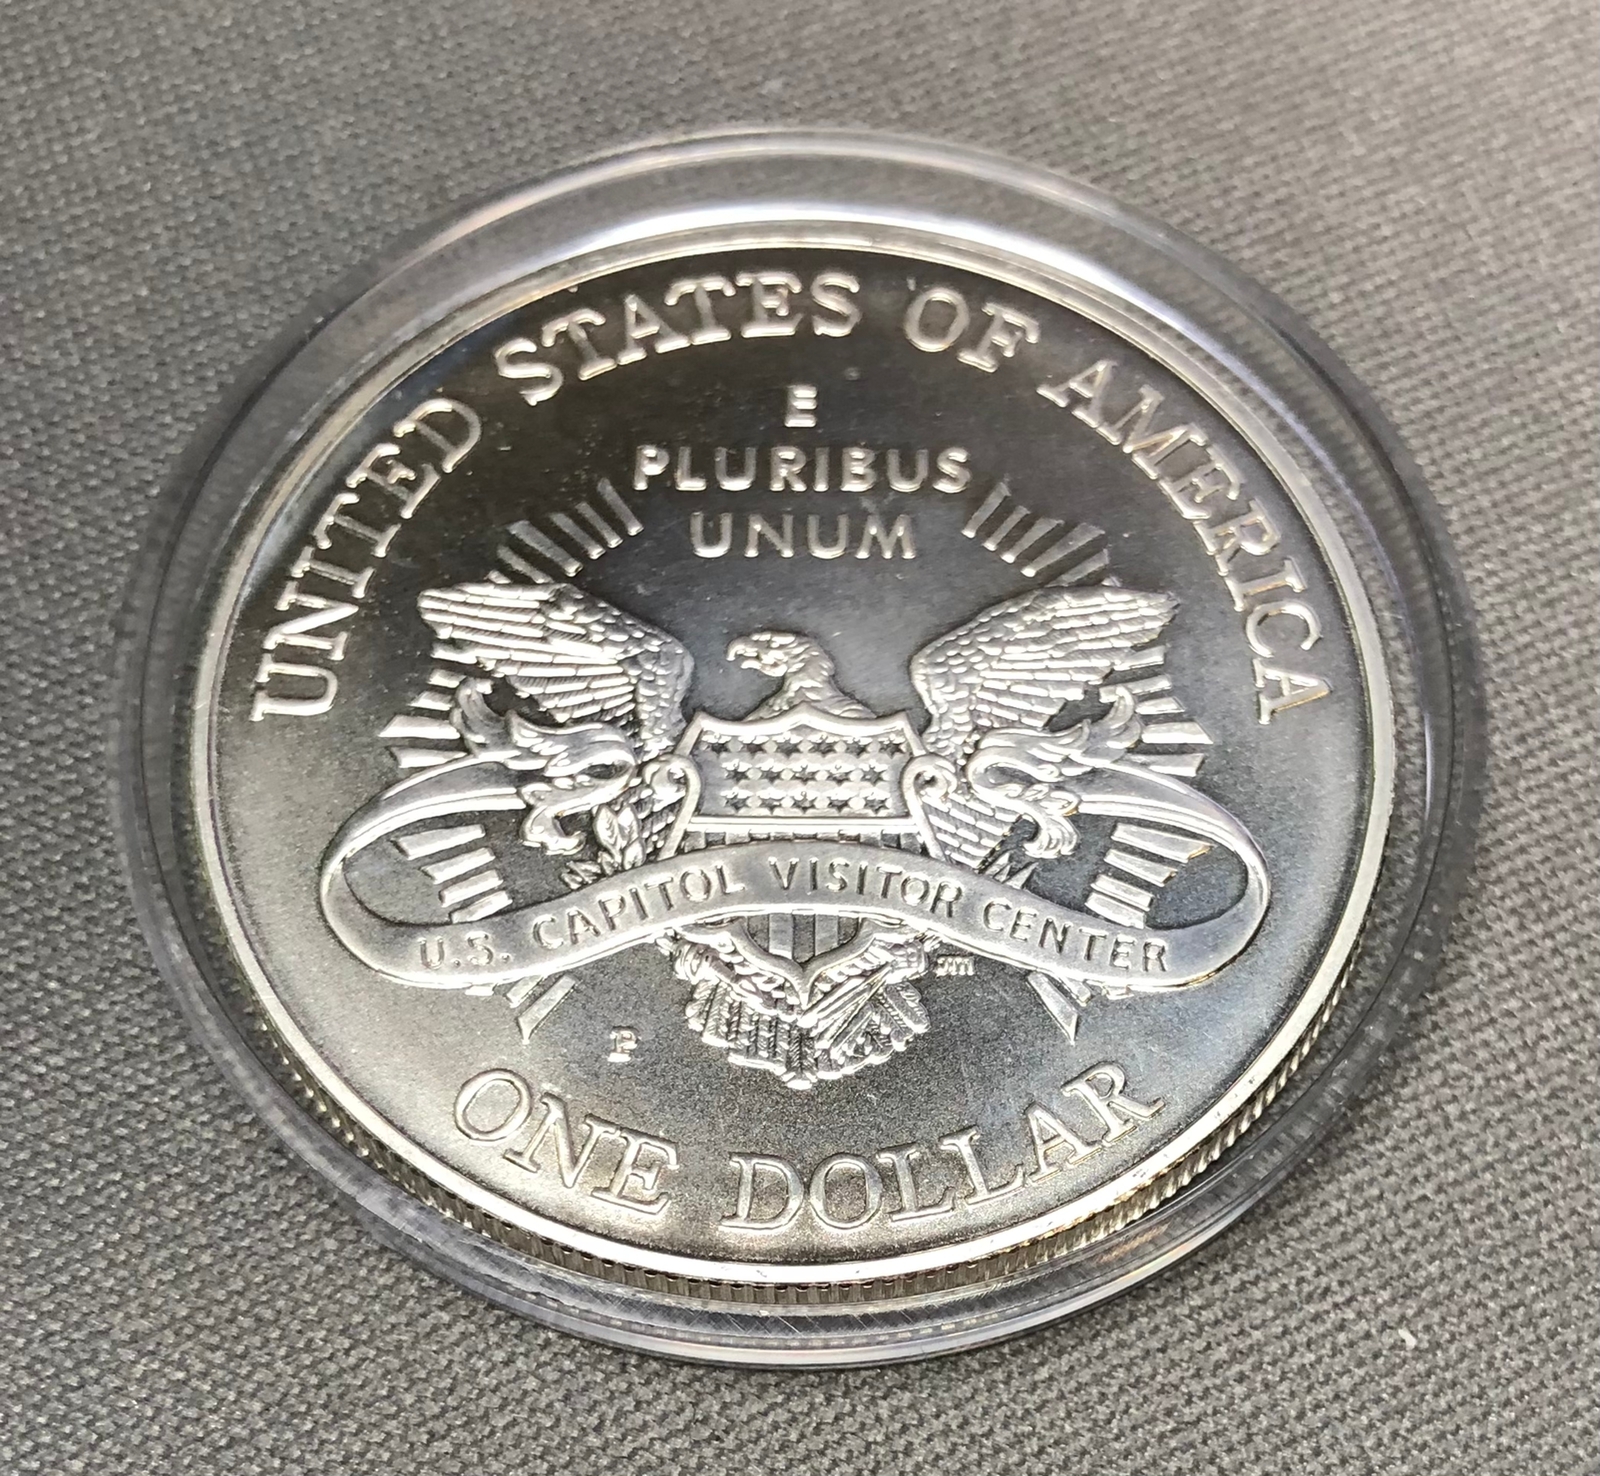 UNITED STATES OF AMERICA
E
PLURIBUS
UNUM
U.S. CAPITOL VISITOR CENTER
P
ONE DOLLAR